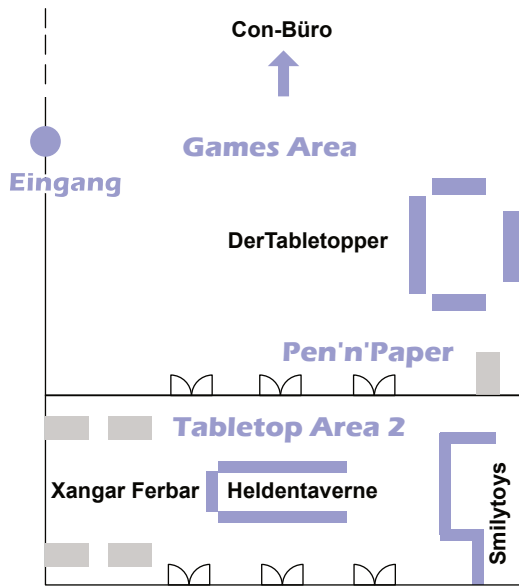 Con-Büro
Games Area
Eingang
DerTabletopper
Pen'n'Paper
Tabletop Area 2
Xangar Ferbar
Heldentaverne
Smilytoys